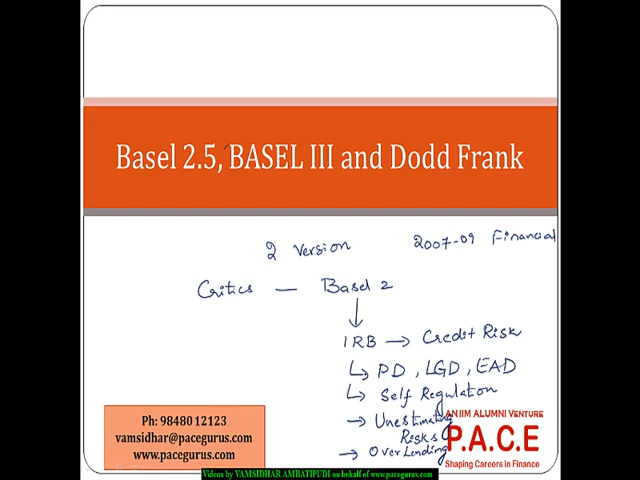 Basel 2.5, BASEL III and Dodd Frank
2 Version
2007-09 Financial
Critics — Basel 2
IRB → Credit Risk
PD, LGD, EAD
Self Regulation
→ Unestimating
Risks
→ Over Lending
Ph: 98480 12123
vamsidhar@pacegurus.com
www.pacegurus.com
AN IIM ALUMNI VENTURE
P.A.C.E
Shaping Careers in Finance
Videos by VAMSIDHAR AMBATIPUDI on behalf of www.pacegurus.com